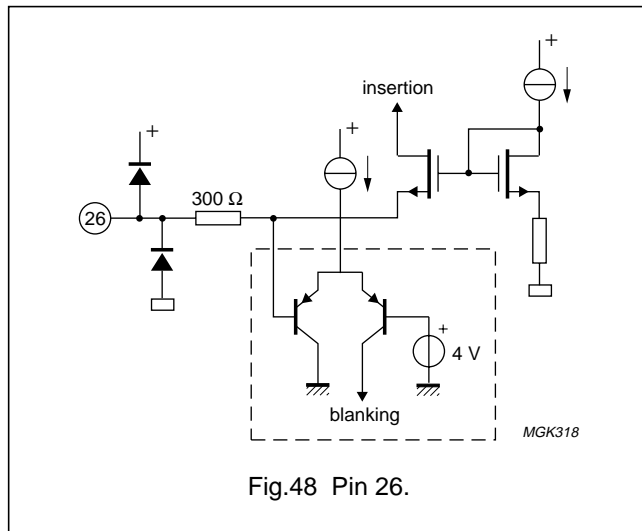 +
insertion
+
+
300 Ω
26
+
4 V
blanking
MGK318
Fig.48 Pin 26.